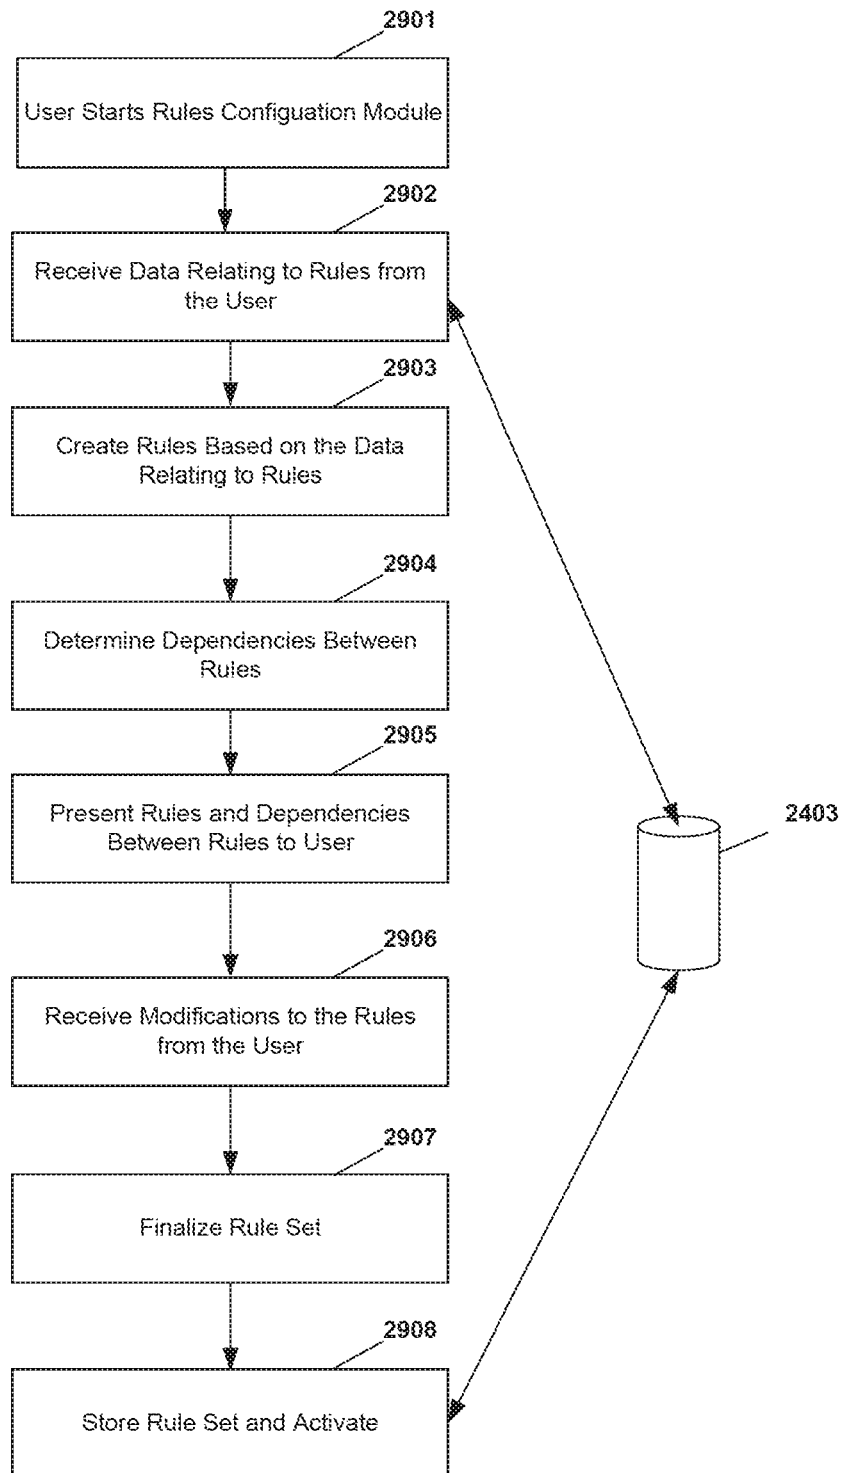 2901
User Starts Rules Configuation Module
2902
Receive Data Relating to Rules from
the User
2903
Create Rules Based on the Data
Relating to Rules
2904
Determine Dependencies Between
Rules
2905
Present Rules and Dependencies
Between Rules to User
2403
2906
Receive Modifications to the Rules
from the User
2907
Finalize Rule Set
2908
Store Rule Set and Activate